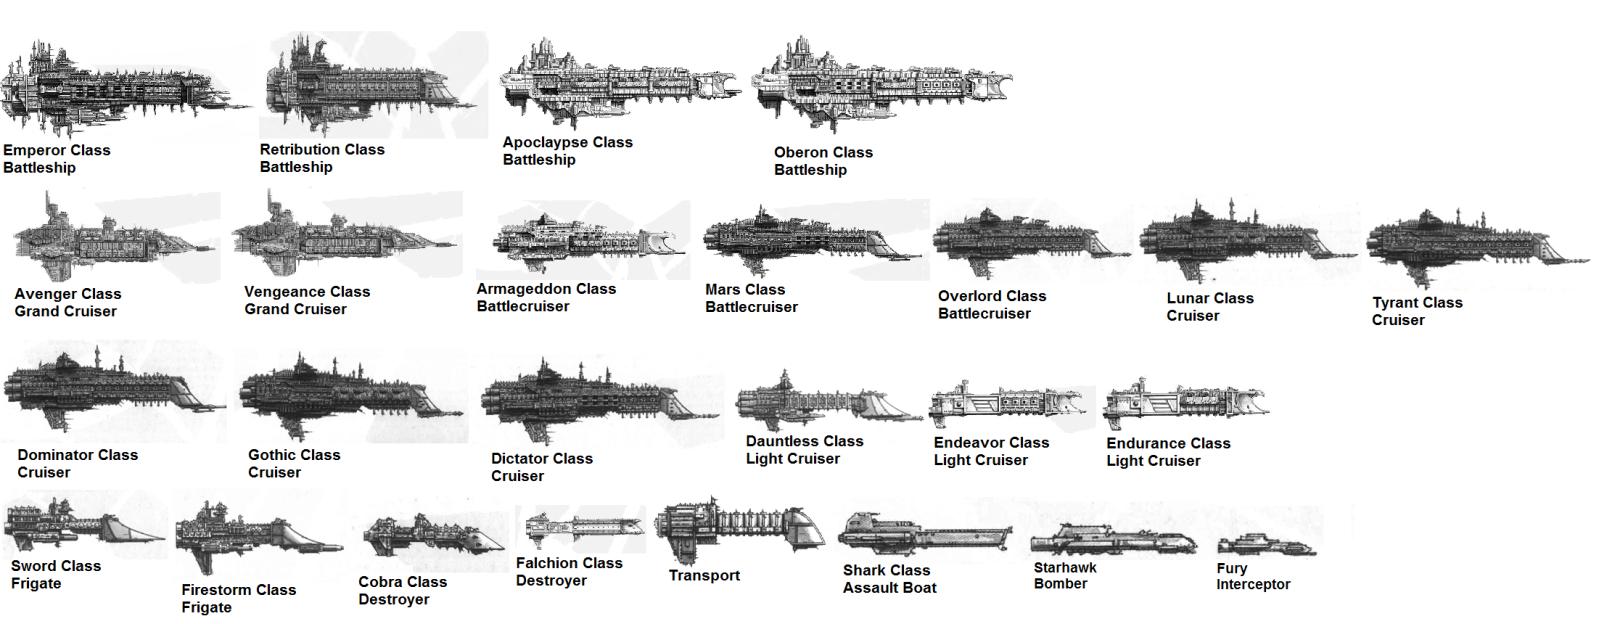 Emperor Class
Battleship
Retribution Class
Battleship
Apoclaypse Class
Battleship
Oberon Class
Battleship
Avenger Class
Grand Cruiser
Vengeance Class
Grand Cruiser
Armageddon Class
Battlecruiser
Mars Class
Battlecruiser
Overlord Class
Battlecruiser
Lunar Class
Cruiser
Tyrant Class
Cruiser
Dominator Class
Cruiser
Gothic Class
Cruiser
Dictator Class
Cruiser
Dauntless Class
Light Cruiser
Endeavor Class
Light Cruiser
Endurance Class
Light Cruiser
Sword Class
Frigate
Firestorm Class
Frigate
Cobra Class
Destroyer
Falchion Class
Destroyer
Transport
Shark Class
Assault Boat
Starhawk
Bomber
Fury
Interceptor